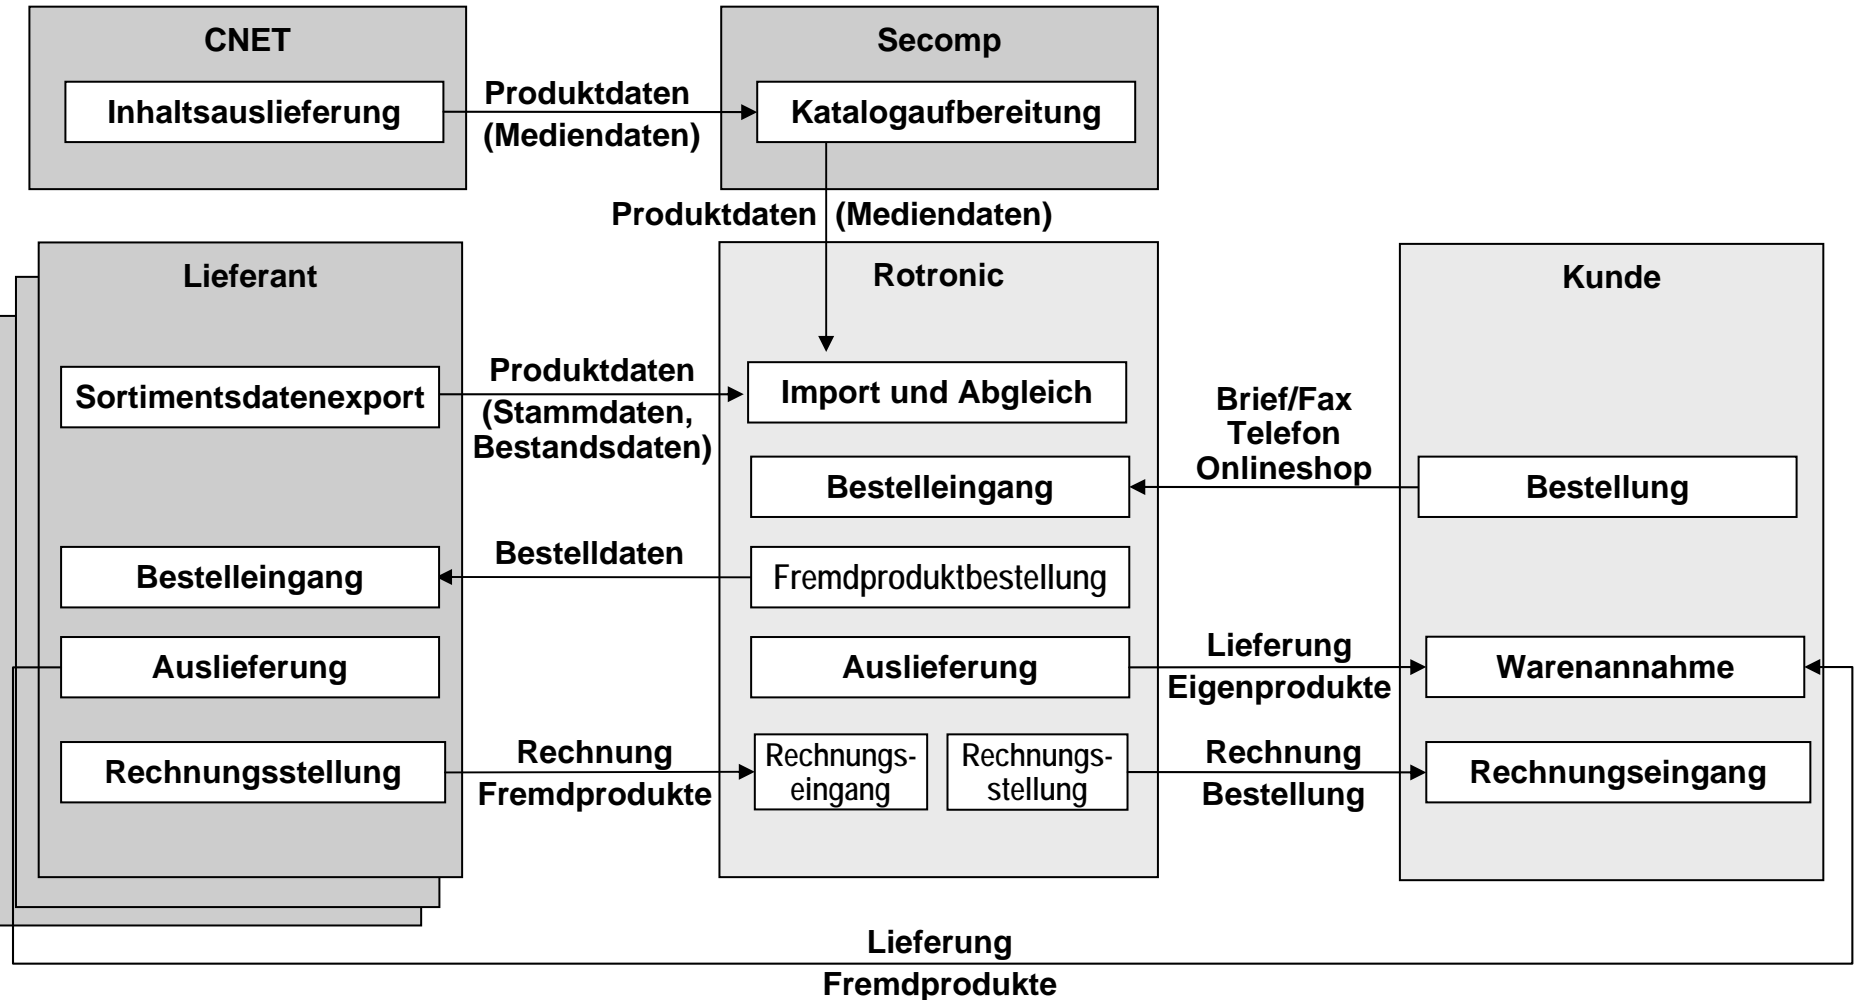 CNET
Inhaltsauslieferung
Produktdaten
(Mediendaten)
Secomp
Katalogaufbereitung
Produktdaten (Mediendaten)
Lieferant
Sortimentsdatenexport
Bestelleingang
Auslieferung
Rechnungsstellung
Produktdaten
(Stammdaten,
Bestandsdaten)
Bestelldaten
Rechnung
Fremdprodukte
Rotronic
Import und Abgleich
Bestelleingang
Fremdproduktbestellung
Auslieferung
Rechnungs-
eingang
Rechnungs-
stellung
Brief/Fax
Telefon
Onlineshop
Lieferung
Eigenprodukte
Rechnung
Bestellung
Kunde
Bestellung
Warenannahme
Rechnungseingang
Lieferung
Fremdprodukte